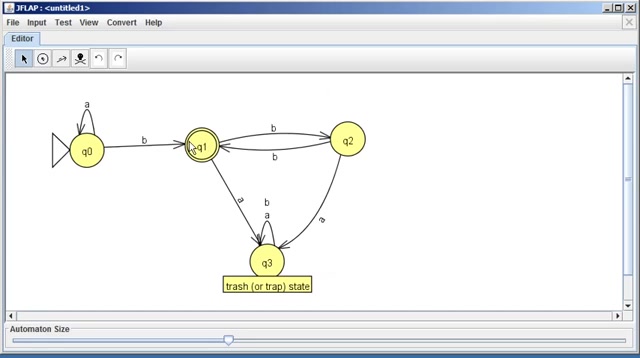 JFLAP : <untitled1>
File Input Test View Convert Help
Editor
a
b
b
q0
q1
q2
b
a
a
b
a
q3
trash (or trap) state
Automaton Size